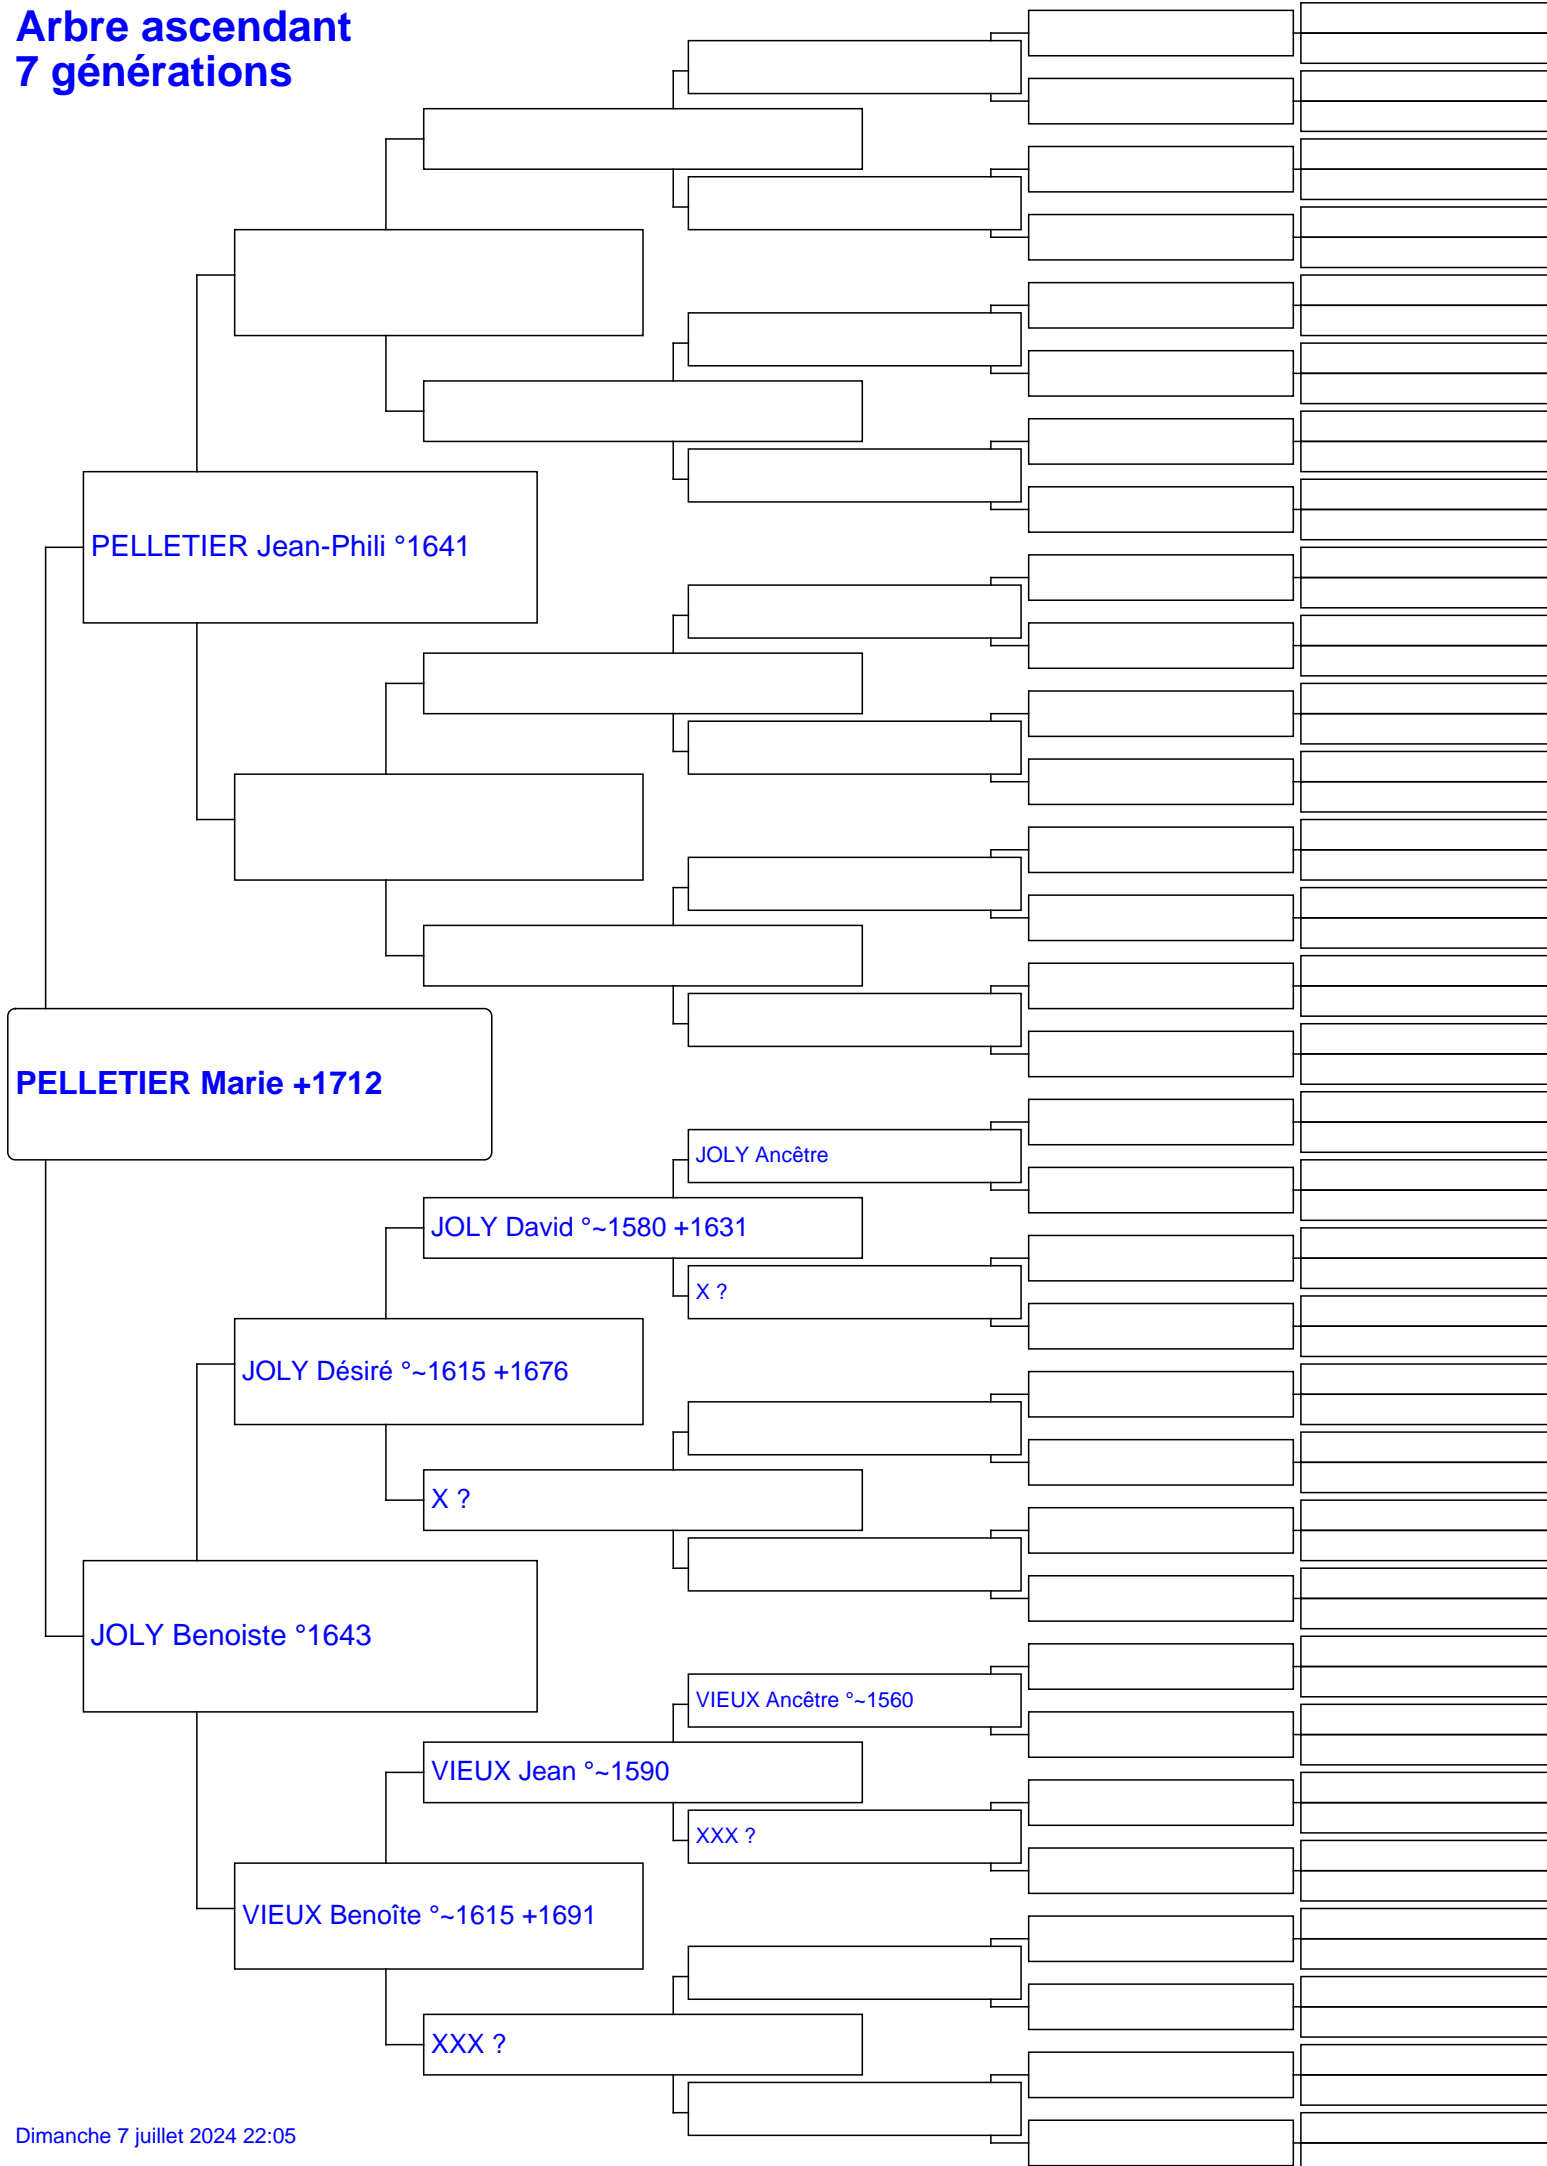 Arbre ascendant
7 générations
PELLETIER Jean-Phili °1641
PELLETIER Marie +1712
JOLY Ancêtre
JOLY David °~1580 +1631
X ?
JOLY Désiré °~1615 +1676
X ?
JOLY Benoiste °1643
VIEUX Ancêtre °~1560
VIEUX Jean °~1590
XXX ?
VIEUX Benoîte °~1615 +1691
XXX ?
Dimanche 7 juillet 2024 22:05